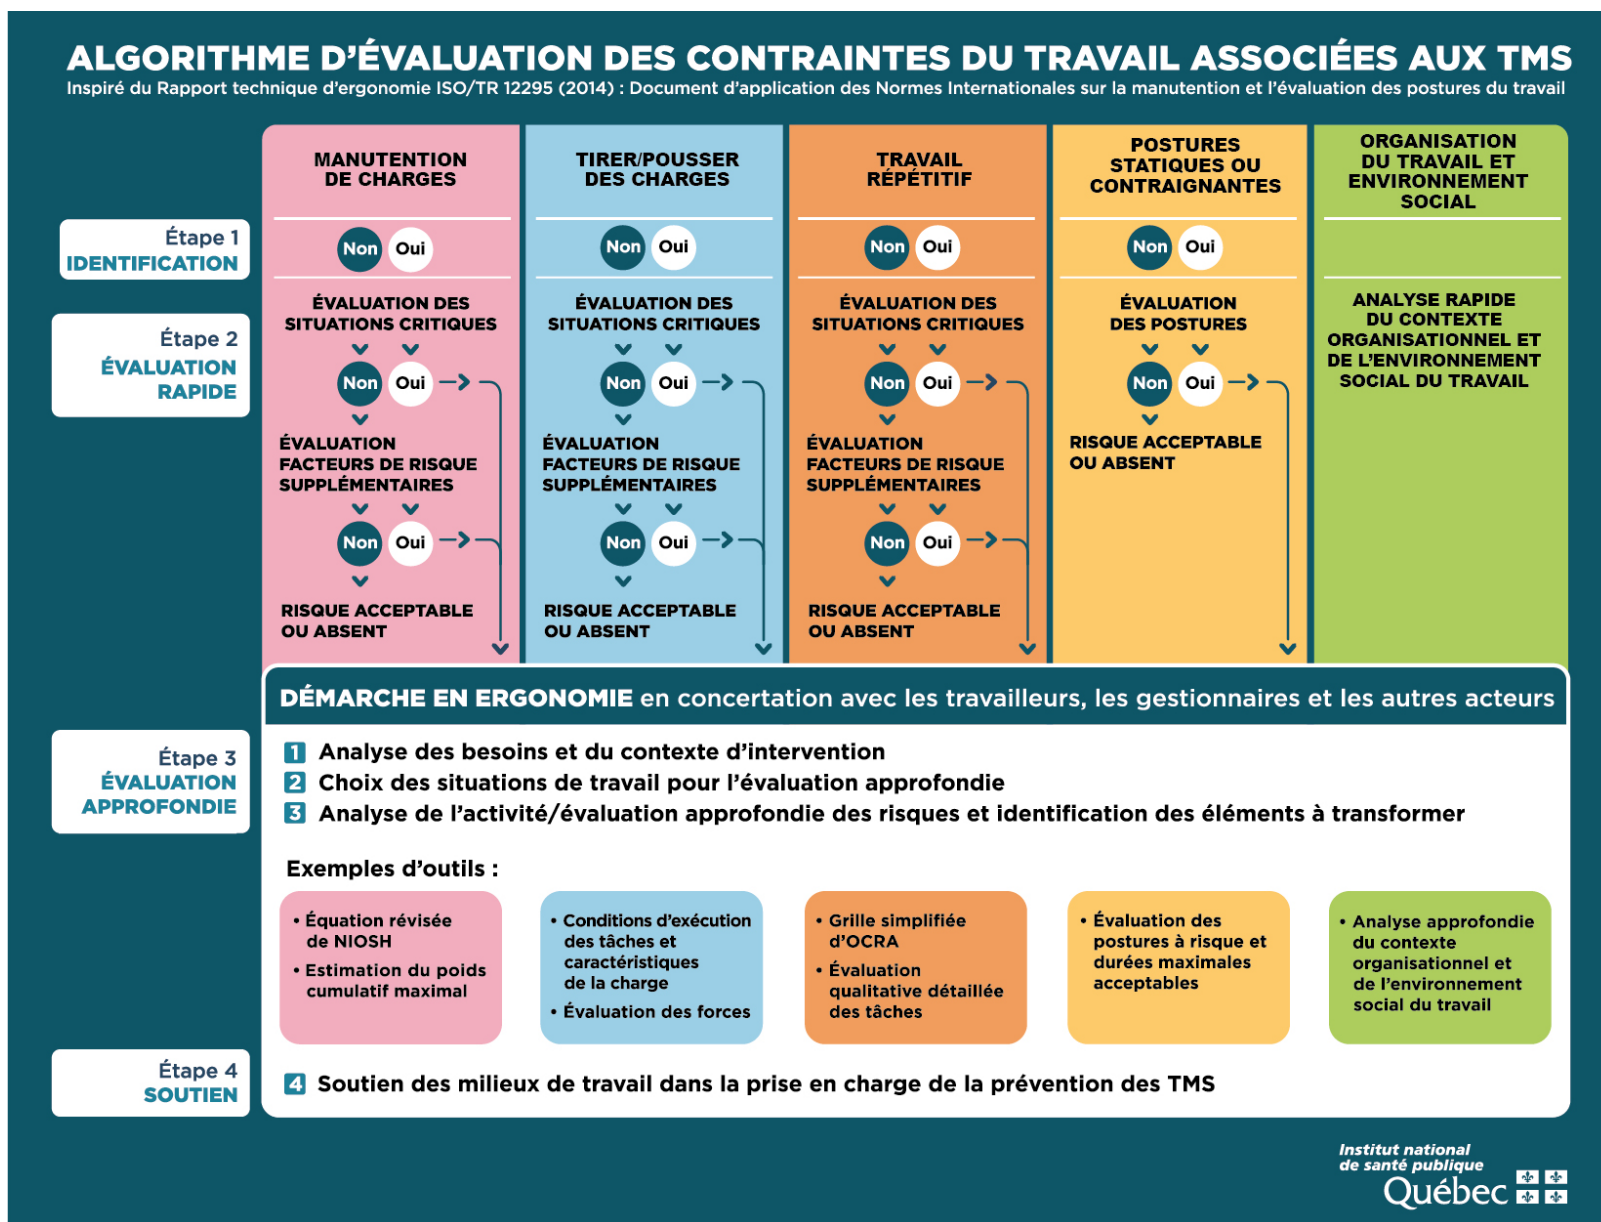 ALGORITHME D’ÉVALUATION DES CONTRAINTES DU TRAVAIL ASSOCIÉES AUX TMS
Inspiré du Rapport technique d’ergonomie ISO/TR 12295 (2014) : Document d’application des Normes Internationales sur la manutention et l’évaluation des postures du travail
MANUTENTION
DE CHARGES
TIRER/POUSSER
DES CHARGES
TRAVAIL
RÉPÉTITIF
POSTURES
STATIQUES OU
CONTRAIGNANTES
ORGANISATION
DU TRAVAIL ET
ENVIRONNEMENT
SOCIAL
Étape 1
IDENTIFICATION
Non Oui
Non Oui
Non Oui
Non Oui
Étape 2
ÉVALUATION
RAPIDE
ÉVALUATION DES
SITUATIONS CRITIQUES
Non Oui
ÉVALUATION
FACTEURS DE RISQUE
SUPPLÉMENTAIRES
Non Oui
RISQUE ACCEPTABLE
OU ABSENT
ÉVALUATION DES
SITUATIONS CRITIQUES
Non Oui
ÉVALUATION
FACTEURS DE RISQUE
SUPPLÉMENTAIRES
Non Oui
RISQUE ACCEPTABLE
OU ABSENT
ÉVALUATION DES
SITUATIONS CRITIQUES
Non Oui
ÉVALUATION
FACTEURS DE RISQUE
SUPPLÉMENTAIRES
Non Oui
RISQUE ACCEPTABLE
OU ABSENT
ÉVALUATION
DES POSTURES
Non Oui
RISQUE ACCEPTABLE
OU ABSENT
ANALYSE RAPIDE
DU CONTEXTE
ORGANISATIONNEL ET
DE L’ENVIRONNEMENT
SOCIAL DU TRAVAIL
DÉMARCHE EN ERGONOMIE en concertation avec les travailleurs, les gestionnaires et les autres acteurs
Étape 3
ÉVALUATION
APPROFONDIE
1 Analyse des besoins et du contexte d’intervention
2 Choix des situations de travail pour l’évaluation approfondie
3 Analyse de l’activité/évaluation approfondie des risques et identification des éléments à transformer
Exemples d’outils :
• Équation révisée
de NIOSH
• Estimation du poids
cumulatif maximal
• Conditions d’exécution
des tâches et
caractéristiques
de la charge
• Évaluation des forces
• Grille simplifiée
d’OCRA
• Évaluation
qualitative détaillée
des tâches
• Évaluation des
postures à risque et
durées maximales
acceptables
• Analyse approfondie
du contexte
organisationnel et
de l’environnement
social du travail
Étape 4
SOUTIEN
4 Soutien des milieux de travail dans la prise en charge de la prévention des TMS
Institut national
de santé publique
Québec